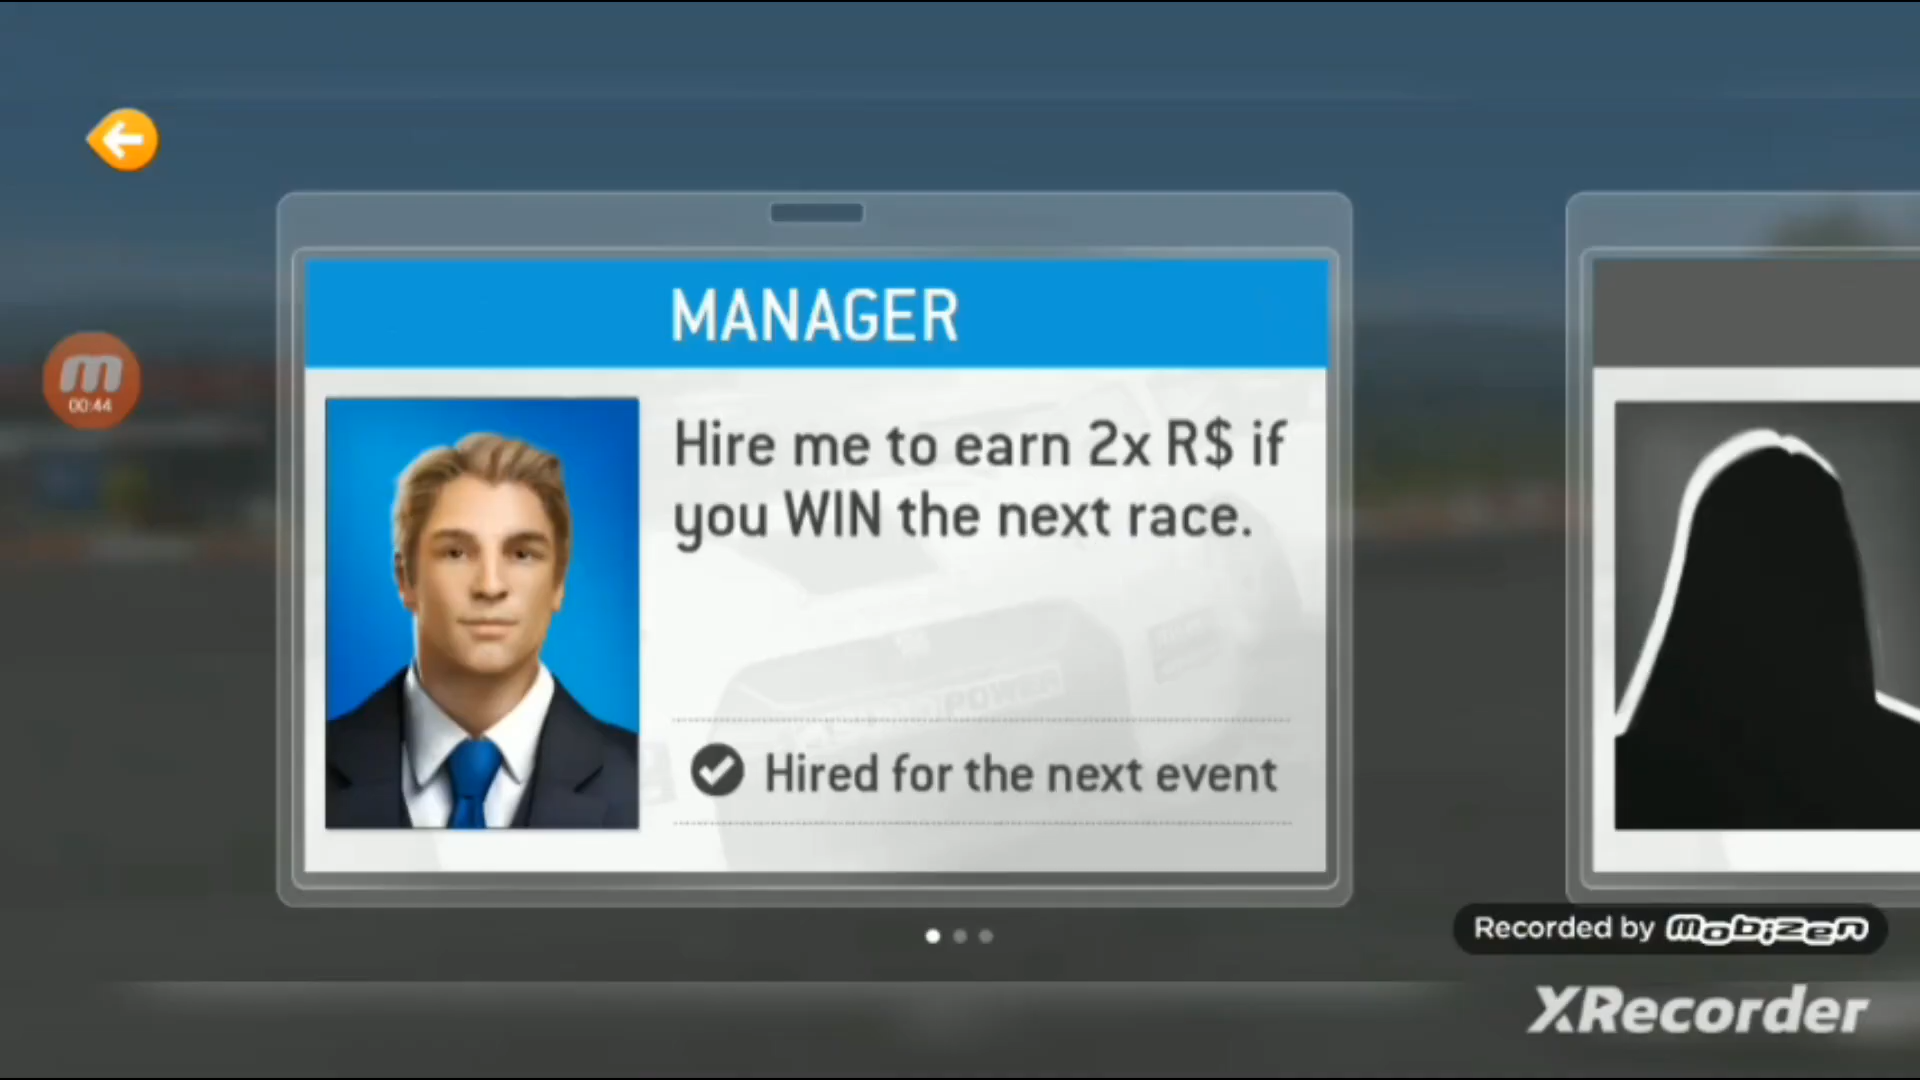 MANAGER
Hire me to earn 2x R$ if
you WIN the next race.
POWER
Hired for the next event
m
00:44
Recorded by mobizen
XRecorder